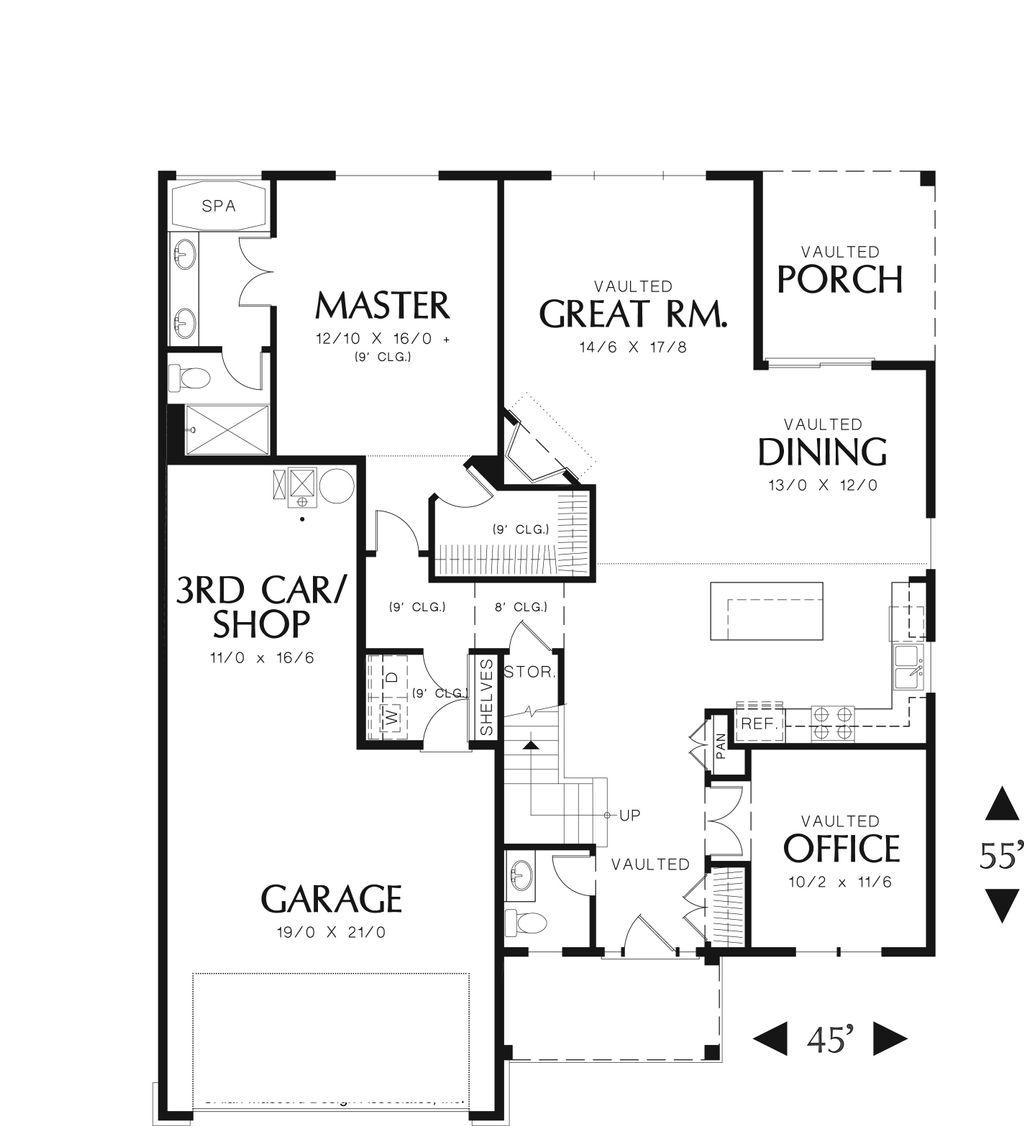 SPA
MASTER
12/10 X 16/0 +
(9' CLG.)
VAULTED
GREAT RM.
14/6 X 17/8
VAULTED
PORCH
VAULTED
DINING
13/0 X 12/0
(9' CLG.)
3RD CAR/
SHOP
11/0 x 16/6
(9' CLG.)
8' CLG.)
STOR.
D
W
(9' CLG.)
SHELVES
REF.
PAN
UP
VAULTED
VAULTED
OFFICE
10/2 x 11/6
GARAGE
19/0 X 21/0
55'
45'